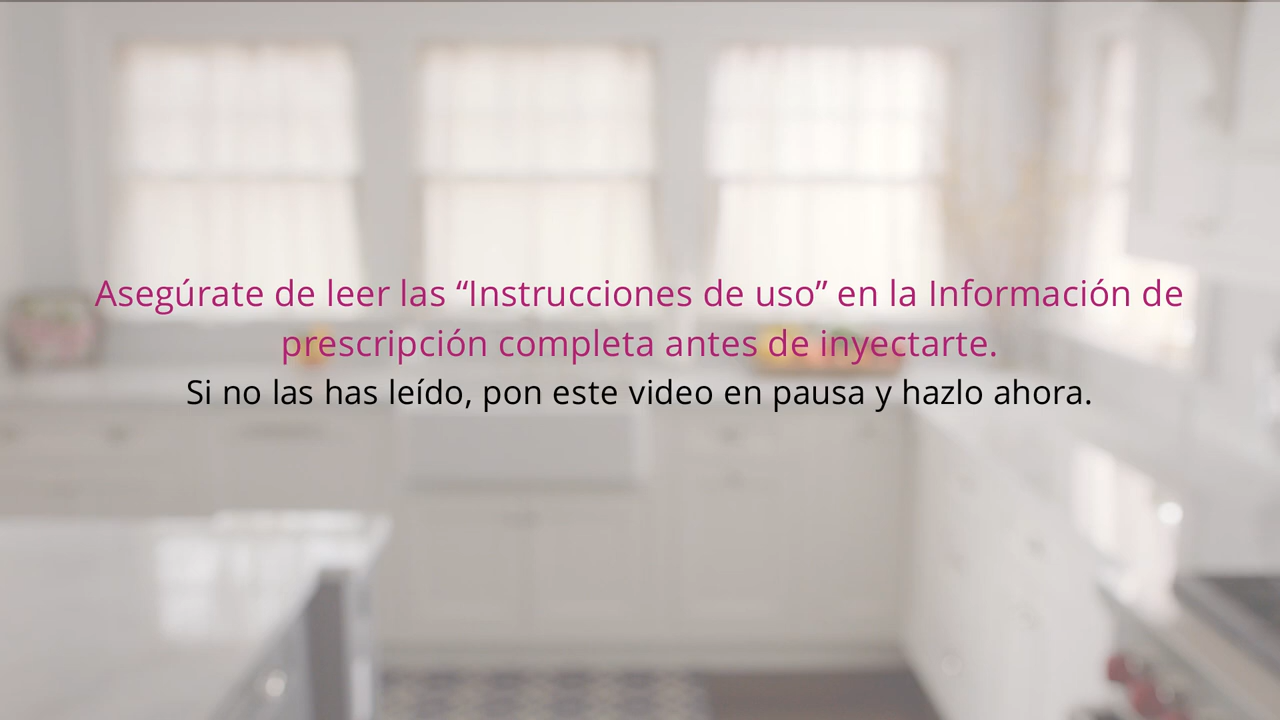 Asegúrate de leer las “Instrucciones de uso” en la Información de
prescripción completa antes de inyectarte.
Si no las has leído, pon este video en pausa y hazlo ahora.